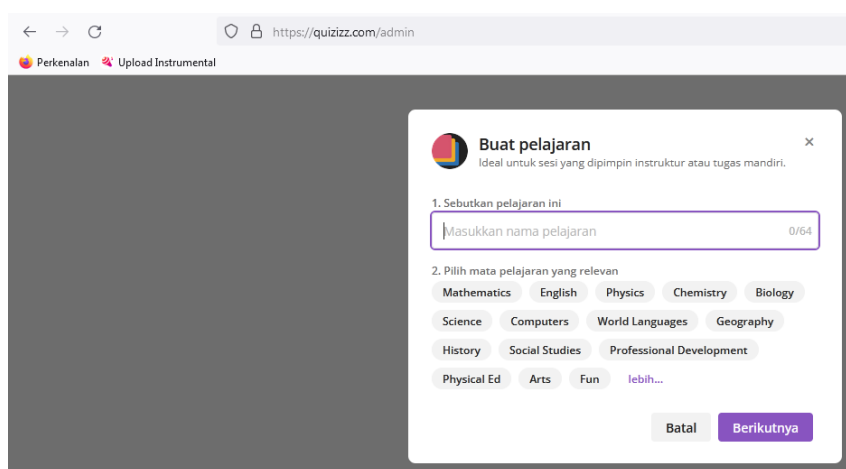 https://quizizz.com/admin
Perkenalan Upload Instrumental
Buat pelajaran
Ideal untuk sesi yang dipimpin instruktur atau tugas mandiri.
1. Sebutkan pelajaran ini
Masukkan nama pelajaran 0/64
2. Pilih mata pelajaran yang relevan
Mathematics English Physics Chemistry Biology
Science Computers World Languages Geography
History Social Studies Professional Development
Physical Ed Arts Fun lebih...
Batal Berikutnya